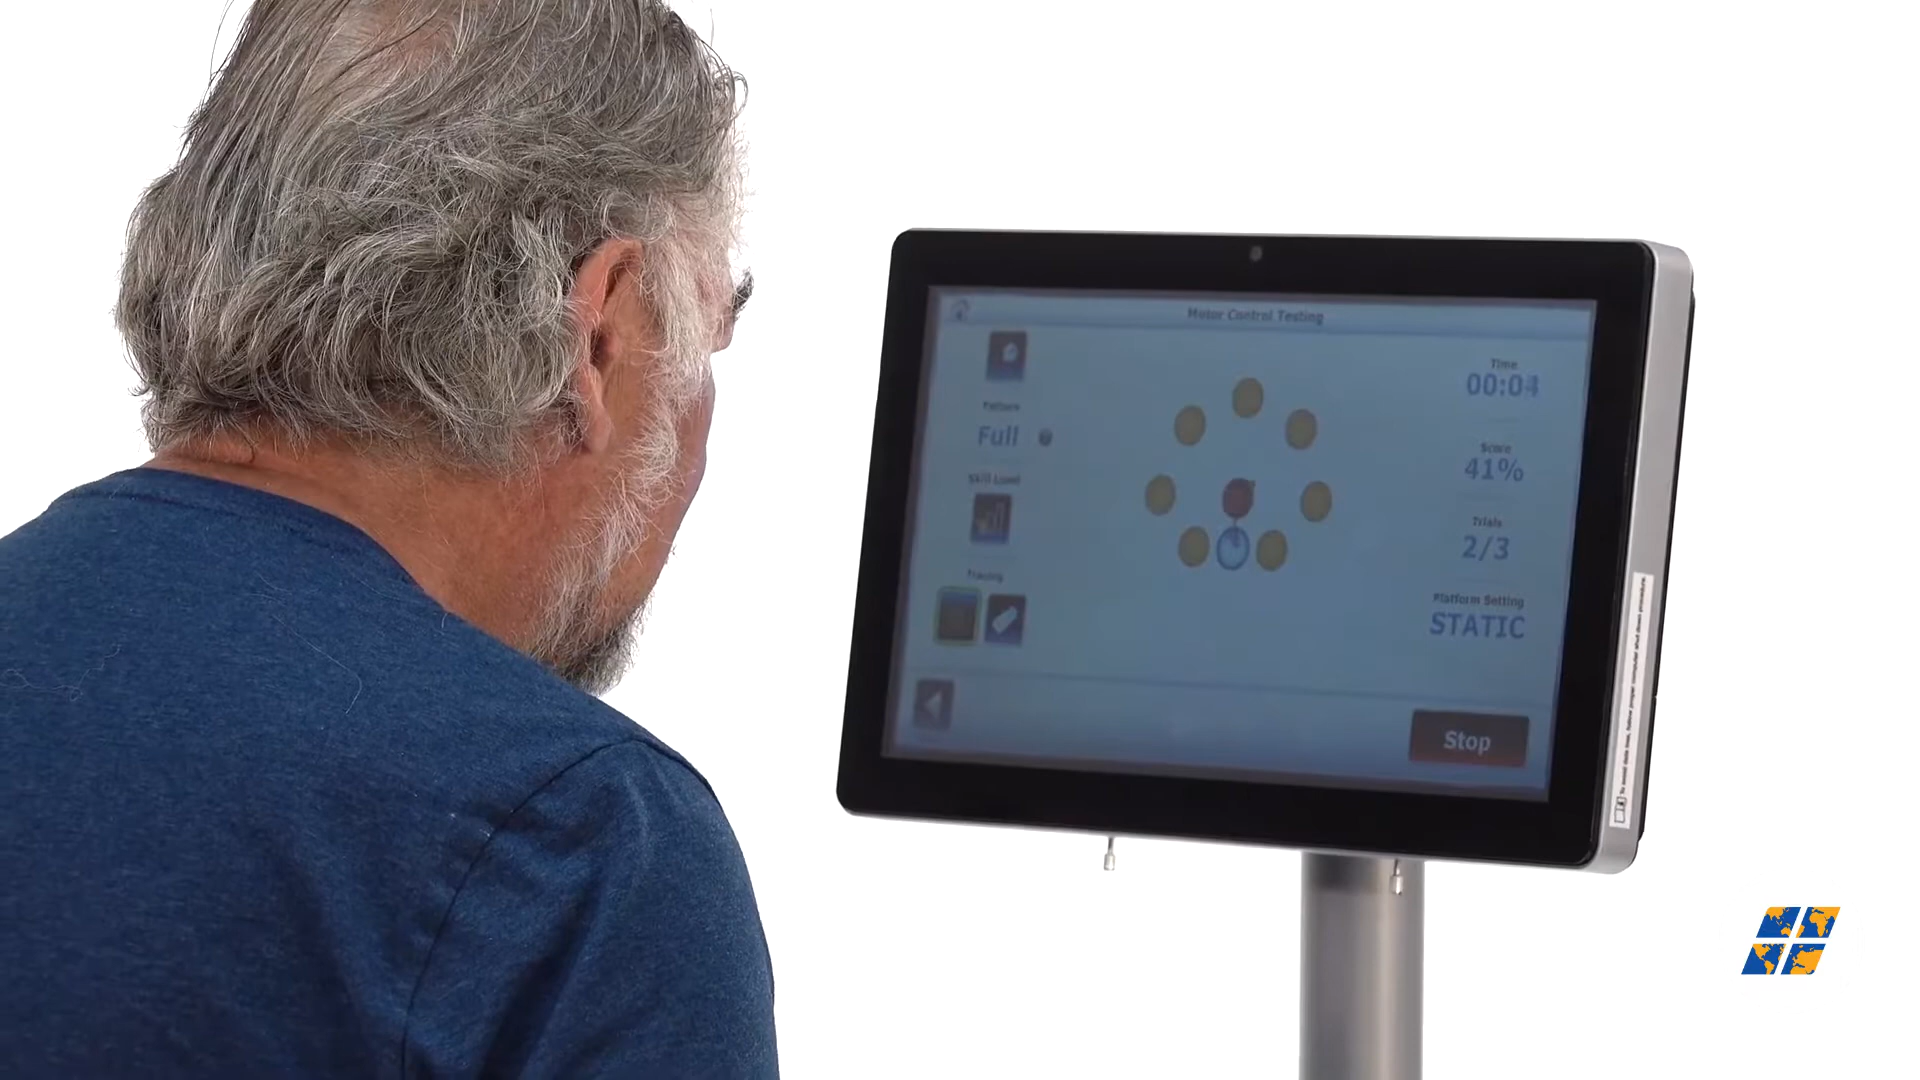 Motor Control Testing
Time
00:04
Pattern
Full
Score
41%
Skill Level
Trials
2/3
Tracing
Platform Setting
STATIC
Stop